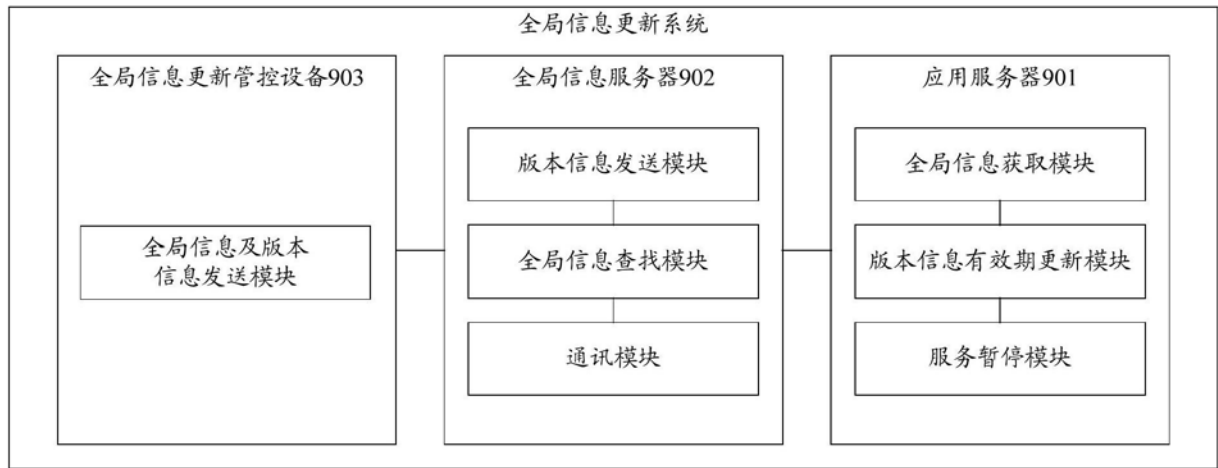 全局信息更新系统
全局信息更新管控设备903
全局信息及版本
信息发送模块
全局信息服务器902
版本信息发送模块
全局信息查找模块
通讯模块
应用服务器901
全局信息获取模块
版本信息有效期更新模块
服务暂停模块